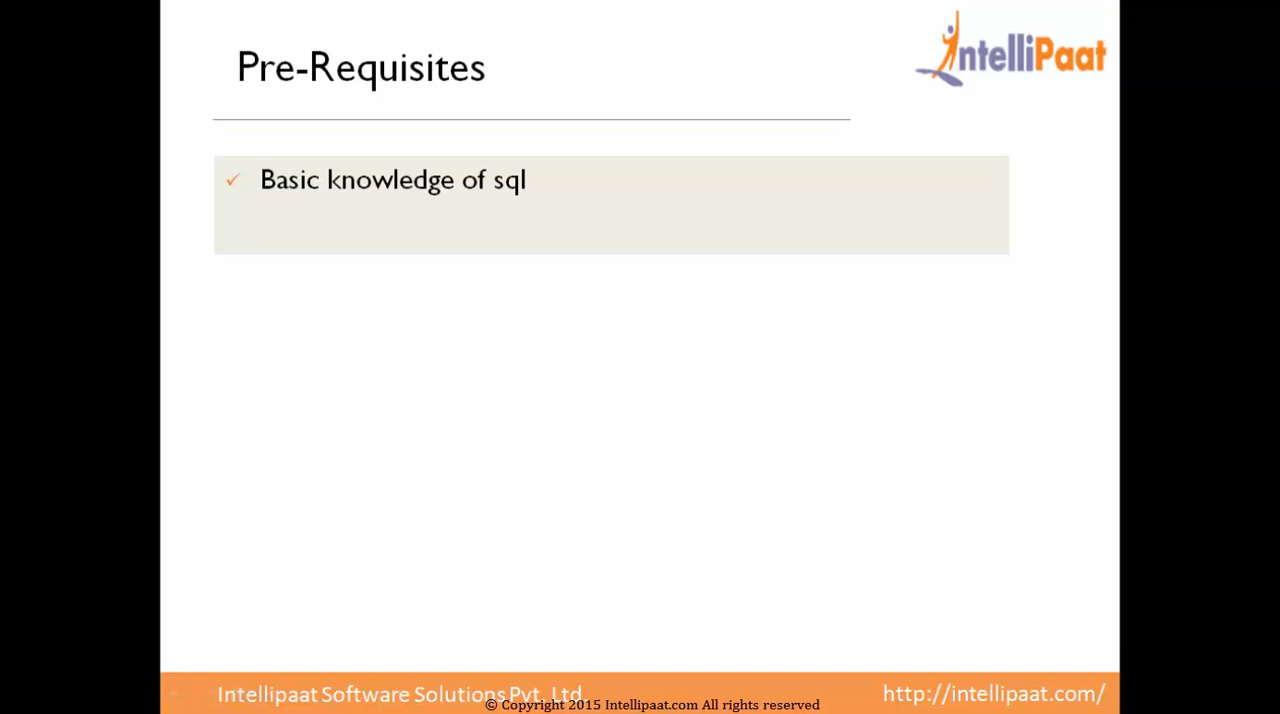 Pre-Requisites
IntelliPaat
Basic knowledge of sql
Intellipaat Software Solutions Pvt. Ltd.
http://intellipaat.com/
© Copyright 2015 Intellipaat.com All rights reserved